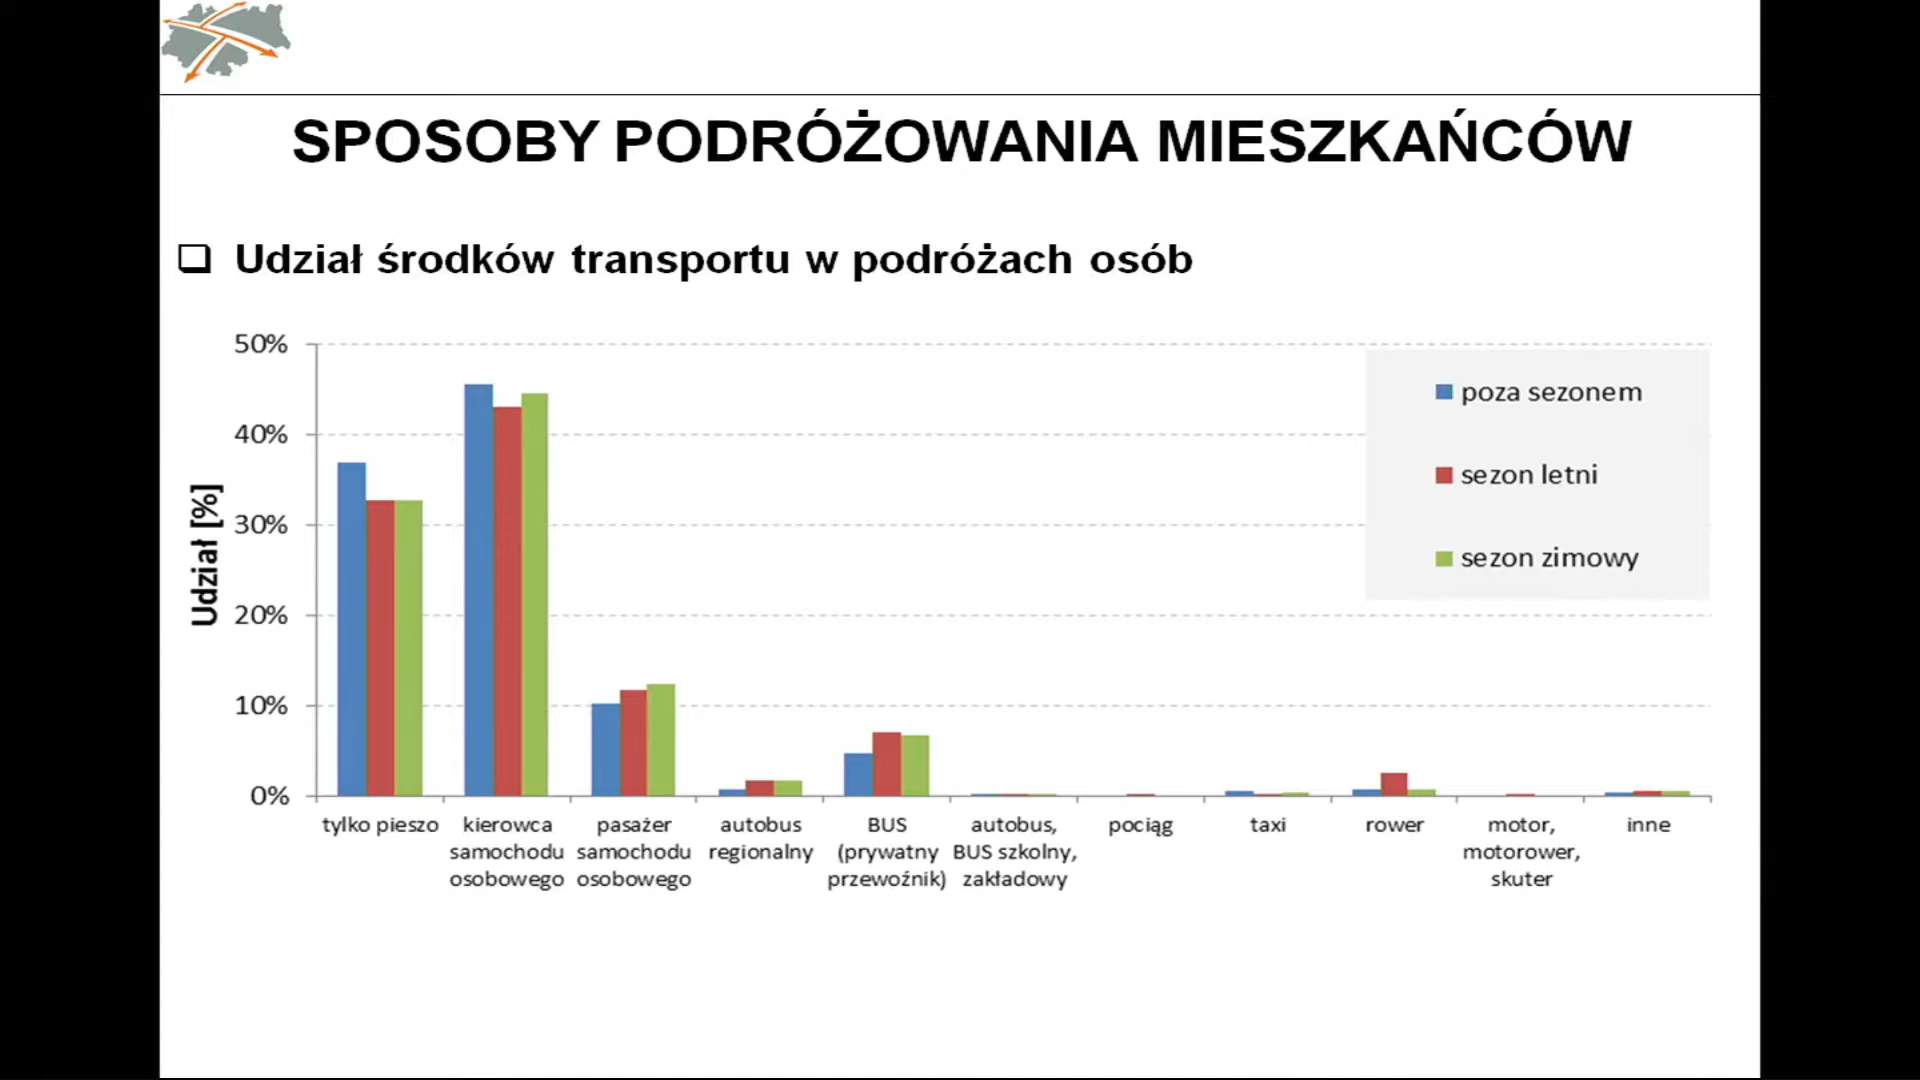 SPOSOBY PODRÓŻOWANIA MIESZKAŃCÓW
❑ Udział środków transportu w podróżach osób
Udział [%]
50%
40%
30%
20%
10%
0%
poza sezonem
sezon letni
sezon zimowy
tylko pieszo
kierowca
samochodu
osobowego
pasażer
samochodu
osobowego
autobus
regionalny
BUS
(prywatny
przewoźnik)
autobus,
BUS szkolny,
zakładowy
pociąg
taxi
rower
motor,
motorower,
skuter
inne